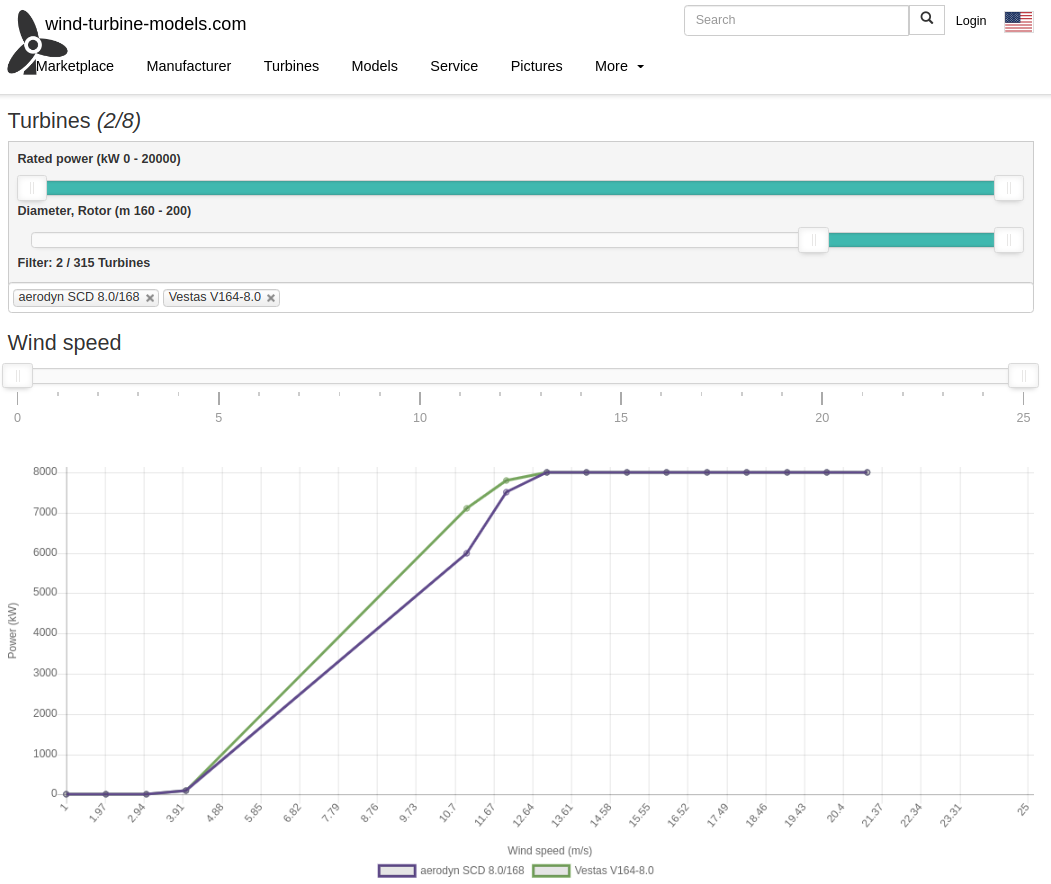 wind-turbine-models.com
Search
Login
Marketplace Manufacturer Turbines Models Service Pictures More
Turbines (2/8)
Rated power (kW 0 - 20000)
Diameter, Rotor (m 160 - 200)
Filter: 2 / 315 Turbines
aerodyn SCD 8.0/168 Vestas V164-8.0
Wind speed
0 5 10 15 20 25
8000
7000
6000
5000
4000
3000
2000
1000
0
Power (kW)
1 1.97 2.94 3.91 4.88 5.85 6.82 7.79 8.76 9.73 10.7 11.67 12.64 13.61 14.58 15.55 16.52 17.49 18.46 19.43 20.4 21.37 22.34 23.31 25
Wind speed (m/s)
aerodyn SCD 8.0/168 Vestas V164-8.0